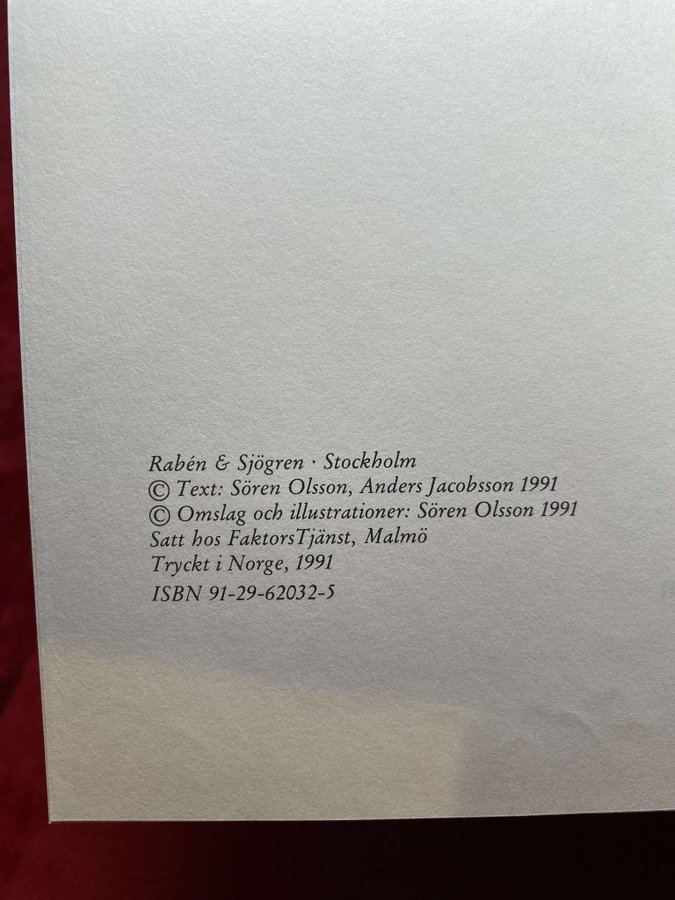 Rabén & Sjögren · Stockholm
© Text: Sören Olsson, Anders Jacobsson 1991
© Omslag och illustrationer: Sören Olsson 1991
Satt hos FaktorsTjänst, Malmö
Tryckt i Norge, 1991
ISBN 91-29-62032-5